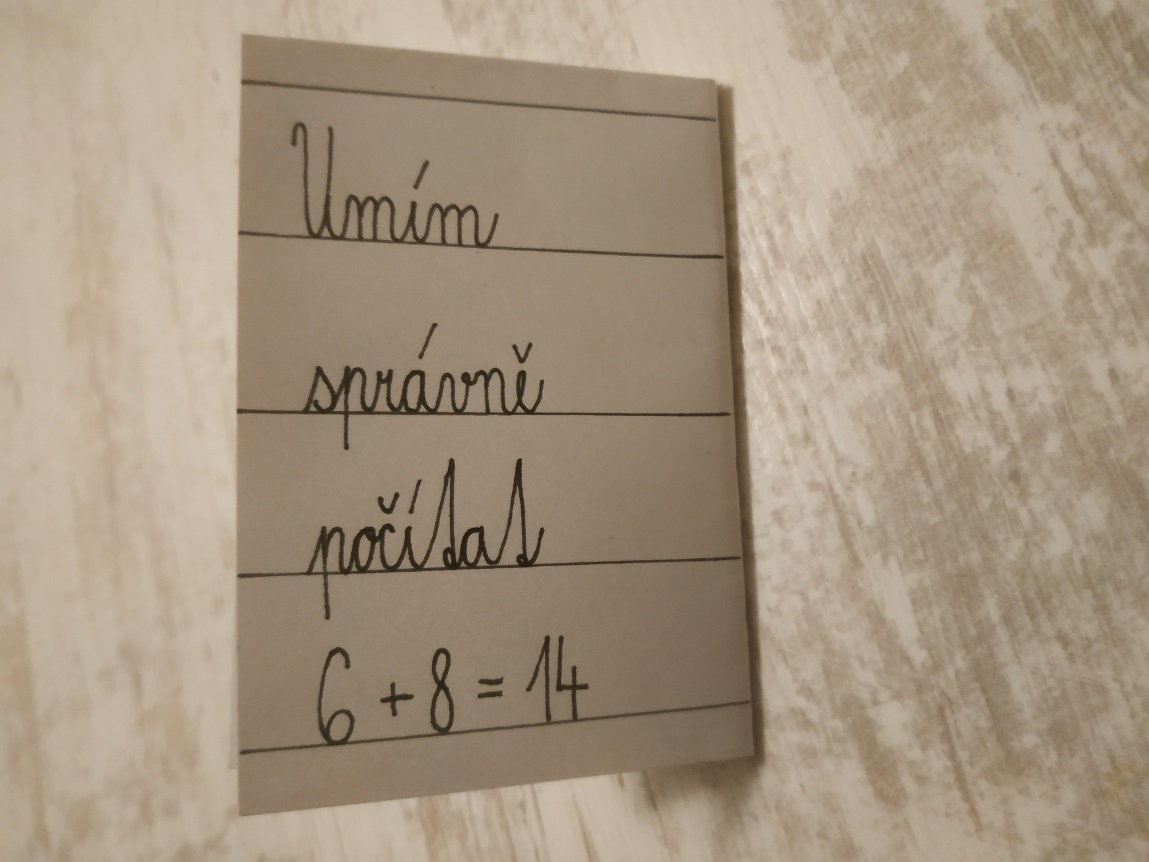 Umím
správně
počítat
6 + 8 = 14